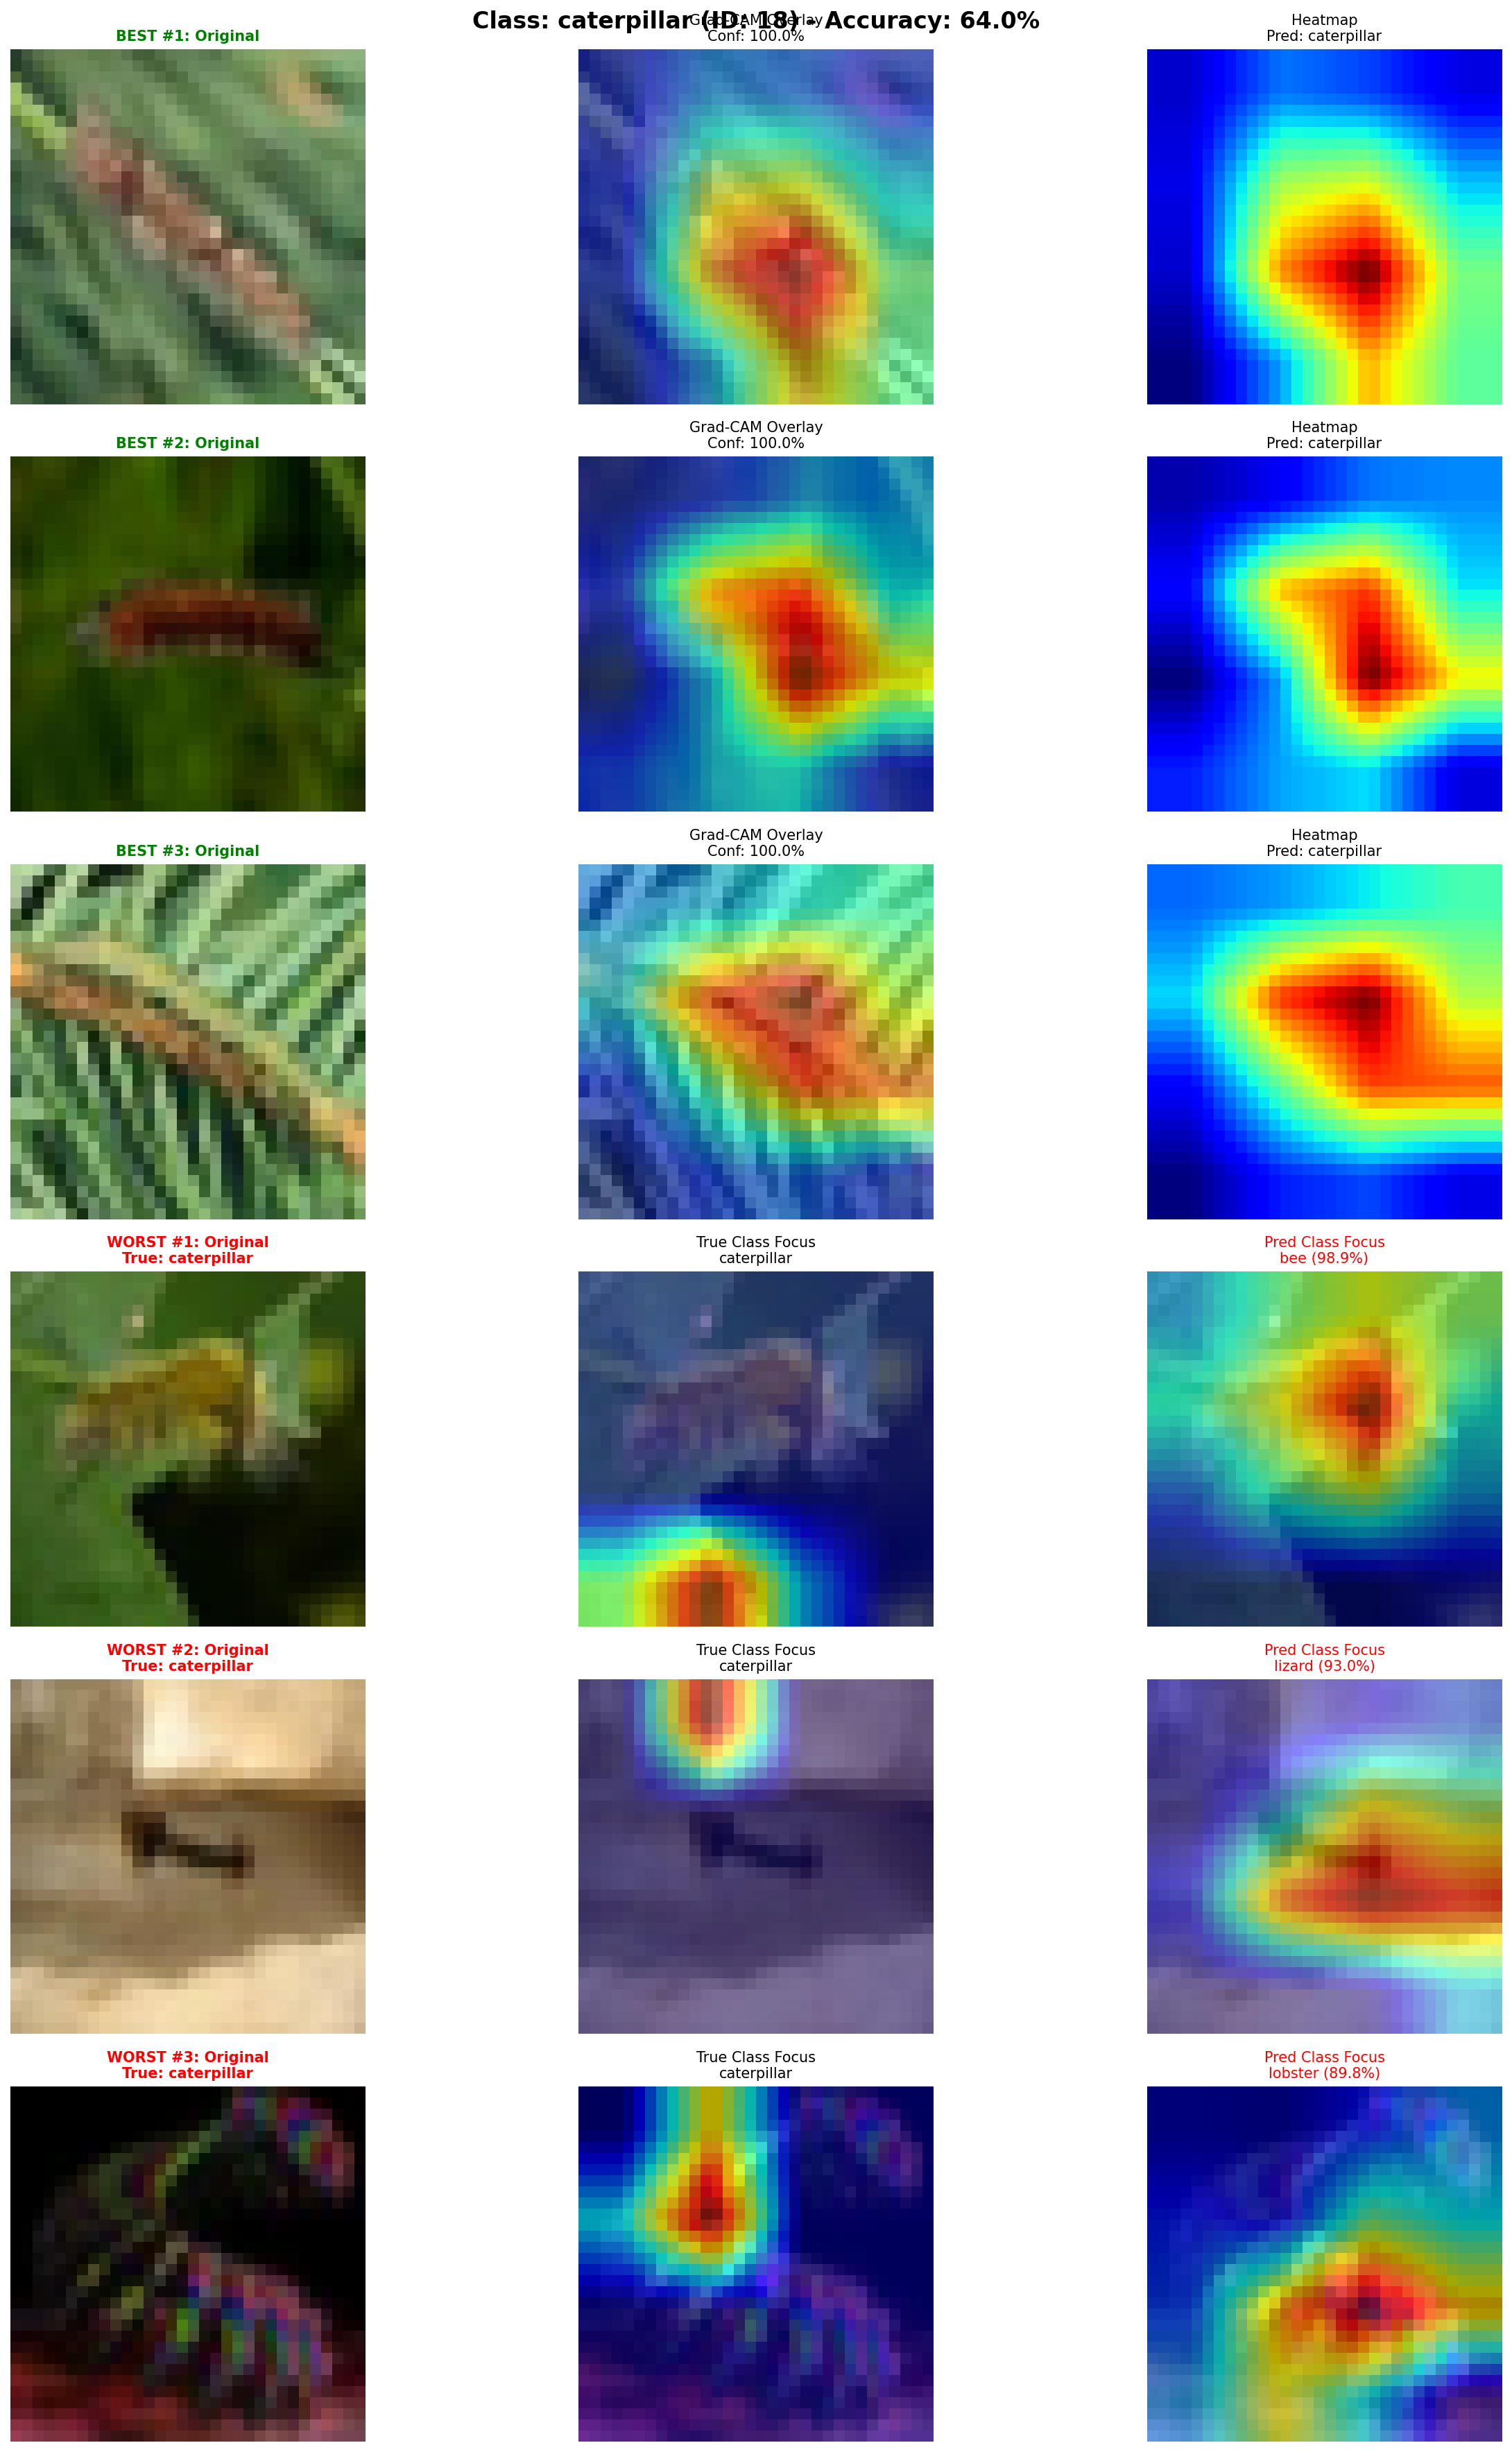 Class: caterpillar (ID: 18) - Accuracy: 64.0%
BEST #1: Original
Grad-CAM Overlay
Conf: 100.0%
Heatmap
Pred: caterpillar
BEST #2: Original
Grad-CAM Overlay
Conf: 100.0%
Heatmap
Pred: caterpillar
BEST #3: Original
Grad-CAM Overlay
Conf: 100.0%
Heatmap
Pred: caterpillar
WORST #1: Original
True: caterpillar
True Class Focus
caterpillar
Pred Class Focus
bee (98.9%)
WORST #2: Original
True: caterpillar
True Class Focus
caterpillar
Pred Class Focus
lizard (93.0%)
WORST #3: Original
True: caterpillar
True Class Focus
caterpillar
Pred Class Focus
lobster (89.8%)